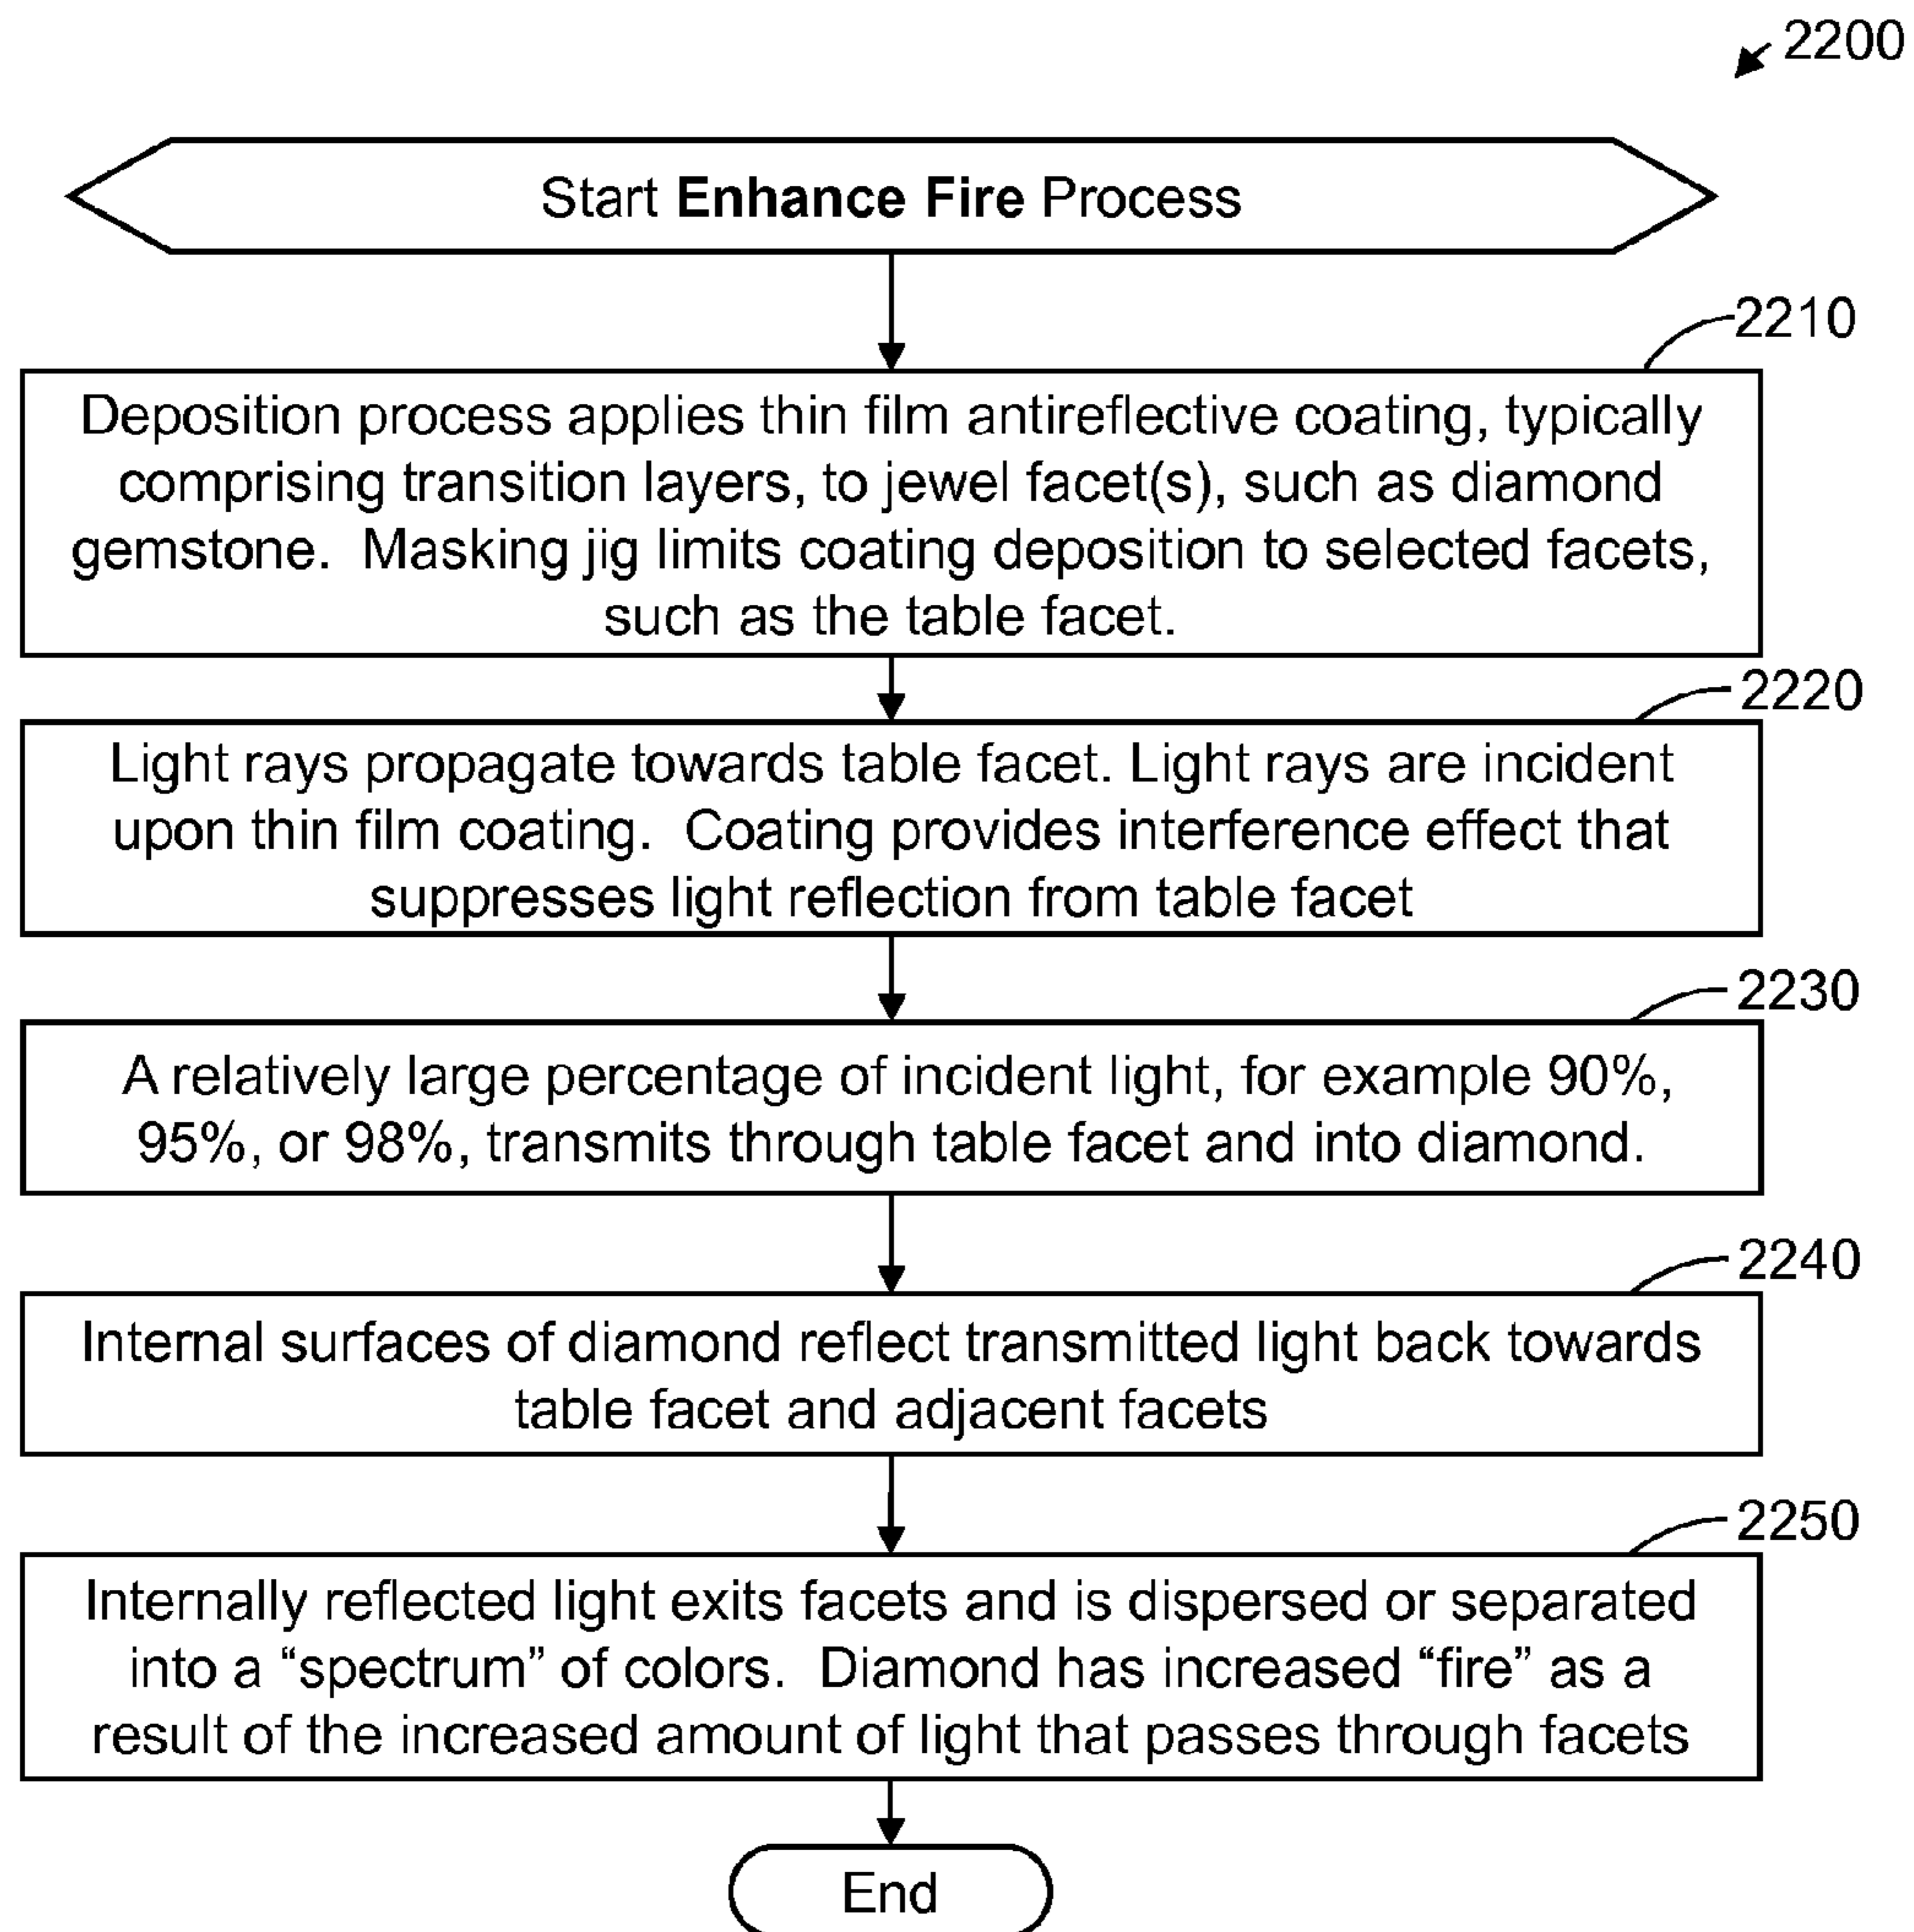 2200
Start Enhance Fire Process
2210
Deposition process applies thin film antireflective coating, typically
comprising transition layers, to jewel facet(s), such as diamond
gemstone.  Masking jig limits coating deposition to selected facets,
such as the table facet.
2220
Light rays propagate towards table facet. Light rays are incident
upon thin film coating.  Coating provides interference effect that
suppresses light reflection from table facet
2230
A relatively large percentage of incident light, for example 90%,
95%, or 98%, transmits through table facet and into diamond.
2240
Internal surfaces of diamond reflect transmitted light back towards
table facet and adjacent facets
2250
Internally reflected light exits facets and is dispersed or separated
into a “spectrum” of colors.  Diamond has increased “fire” as a
result of the increased amount of light that passes through facets
End